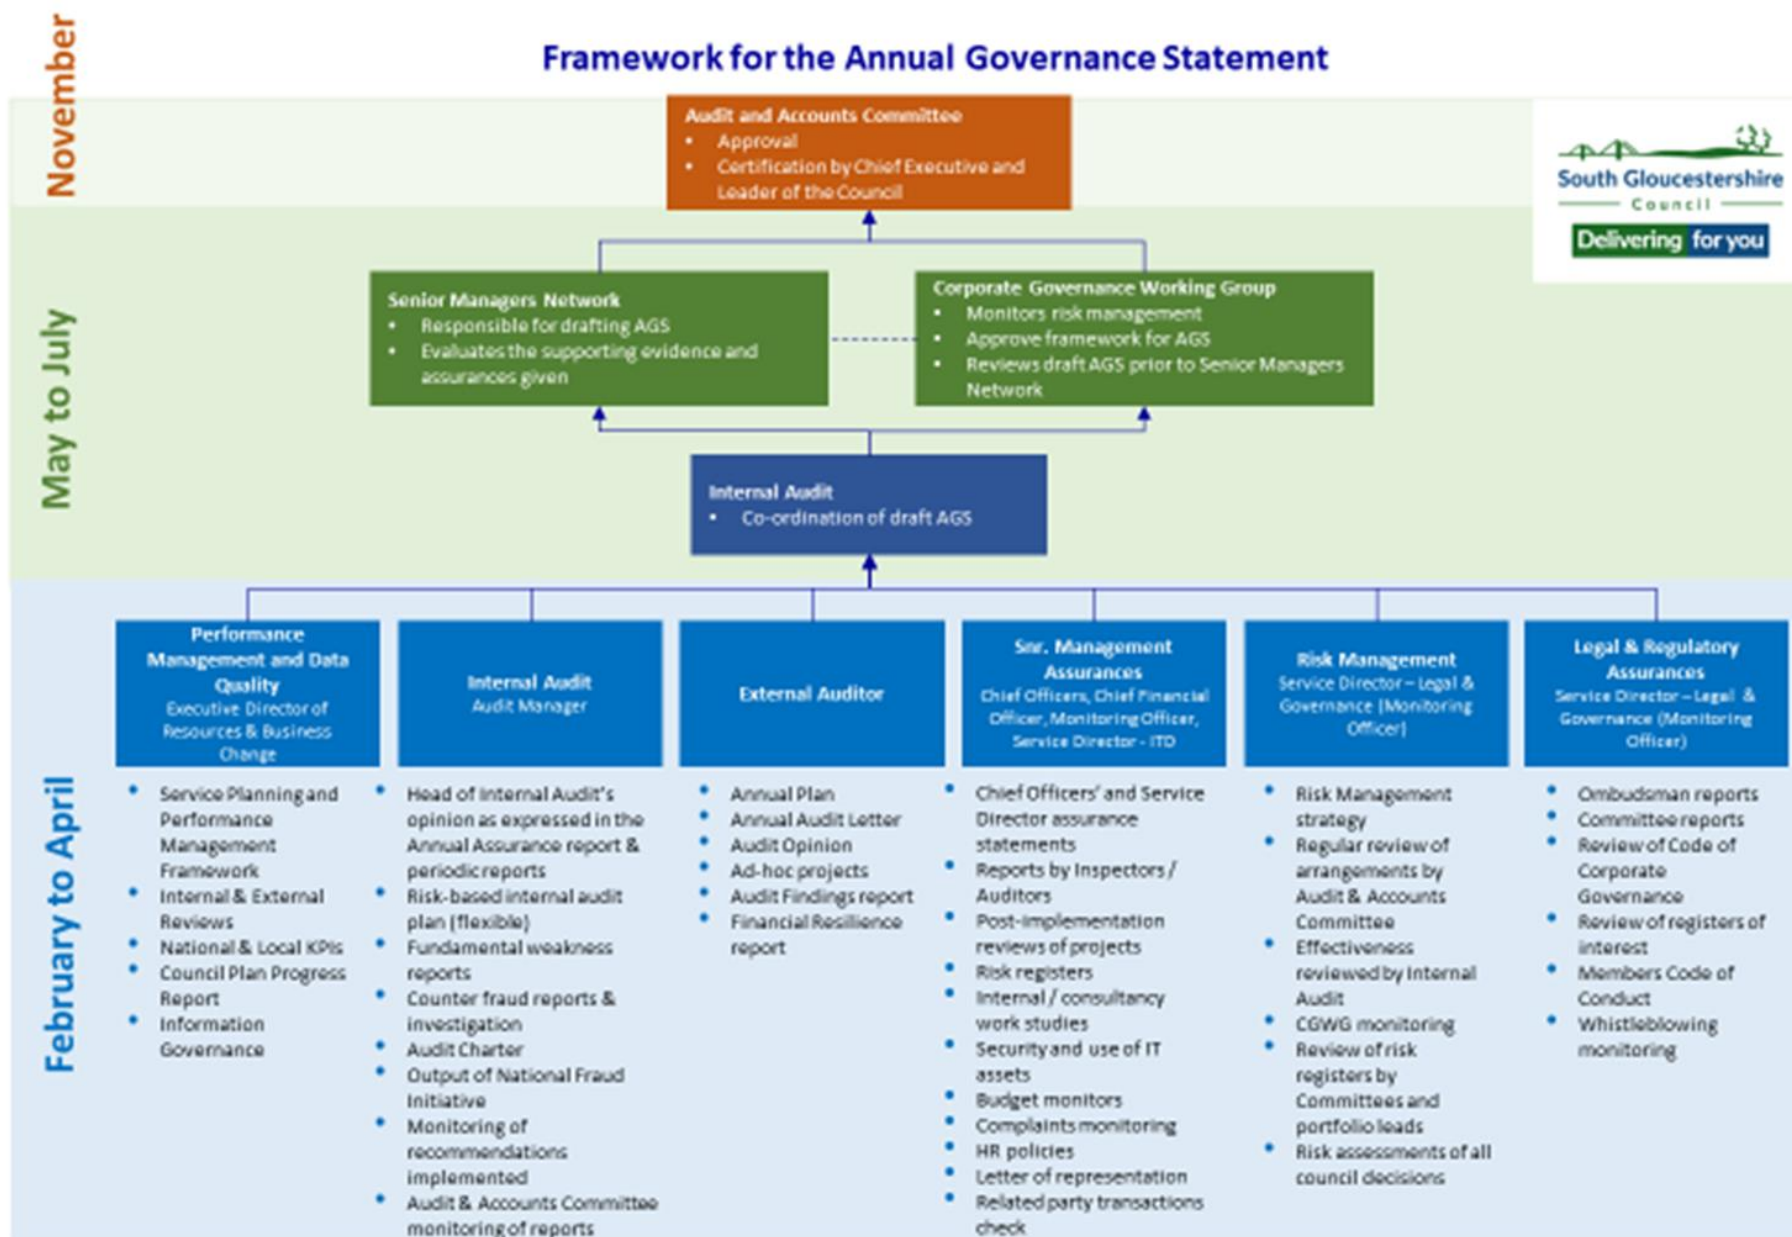 November
Framework for the Annual Governance Statement
Audit and Accounts Committee
• Approval
• Certification by Chief Executive and
Leader of the Council
South Gloucestershire
Council
Delivering for you
May to July
Senior Managers Network
• Responsible for drafting AGS
• Evaluates the supporting evidence and
assurances given
Corporate Governance Working Group
• Monitors risk management
• Approve framework for AGS
• Reviews draft AGS prior to Senior Managers
Network
Internal Audit
• Co-ordination of draft AGS
February to April
Performance
Management and Data
Quality
Executive Director of
Resources & Business
Change
• Service Planning and
Performance
Management
Framework
• Internal & External
Reviews
• National & Local KPIs
• Council Plan Progress
Report
• Information
Governance
Internal Audit
Audit Manager
• Head of Internal Audit's
opinion as expressed in the
Annual Assurance report &
periodic reports
• Risk-based internal audit
plan (flexible)
• Fundamental weakness
reports
• Counter fraud reports &
investigation
• Audit Charter
• Output of National Fraud
Initiative
• Monitoring of
recommendations
implemented
• Audit & Accounts Committee
monitoring of reports
External Auditor
• Annual Plan
• Annual Audit Letter
• Audit Opinion
• Ad-hoc projects
• Audit Findings report
• Financial Resilience
report
Snr. Management
Assurances
Chief Officers, Chief Financial
Officer, Monitoring Officer,
Service Director - ITD
• Chief Officers' and Service
Director assurance
statements
• Reports by Inspectors /
Auditors
• Post-implementation
reviews of projects
• Risk registers
• Internal / consultancy
work studies
• Security and use of IT
assets
• Budget monitors
• Complaints monitoring
• HR policies
• Letter of representation
• Related party transactions
check
Risk Management
Service Director – Legal &
Governance (Monitoring
Officer)
• Risk Management
strategy
• Regular review of
arrangements by
Audit & Accounts
Committee
• Effectiveness
reviewed by Internal
Audit
• CGWG monitoring
• Review of risk
registers by
Committees and
portfolio leads
• Risk assessments of all
council decisions
Legal & Regulatory
Assurances
Service Director – Legal &
Governance (Monitoring
Officer)
• Ombudsman reports
• Committee reports
• Review of Code of
Corporate
Governance
• Review of registers of
interest
• Members Code of
Conduct
• Whistleblowing
monitoring